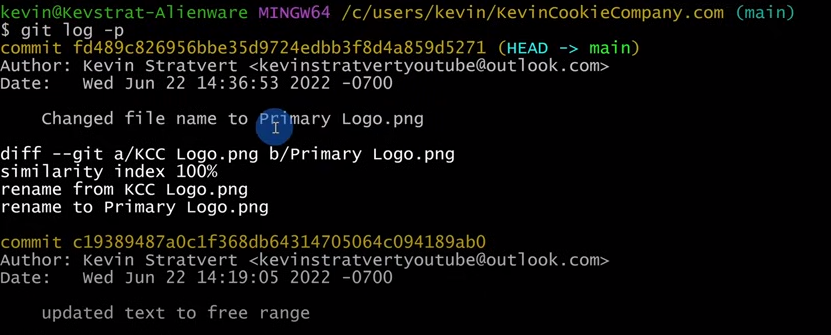 kevin@Kevstrat-Alienware MINGW64 /c/users/kevin/KevinCookieCompany.com (main)
$ git log -p
commit fd489c826956bbe35d9724edbb3f8d4a859d5271 (HEAD -> main)
Author: Kevin Stratvert <kevinstratvertyoutube@outlook.com>
Date:   Wed Jun 22 14:36:53 2022 -0700
Changed file name to Primary Logo.png
diff --git a/KCC Logo.png b/Primary Logo.png
similarity index 100%
rename from KCC Logo.png
rename to Primary Logo.png
commit c19389487a0c1f368db64314705064c094189ab0
Author: Kevin Stratvert <kevinstratvertyoutube@outlook.com>
Date:   Wed Jun 22 14:19:05 2022 -0700
updated text to free range